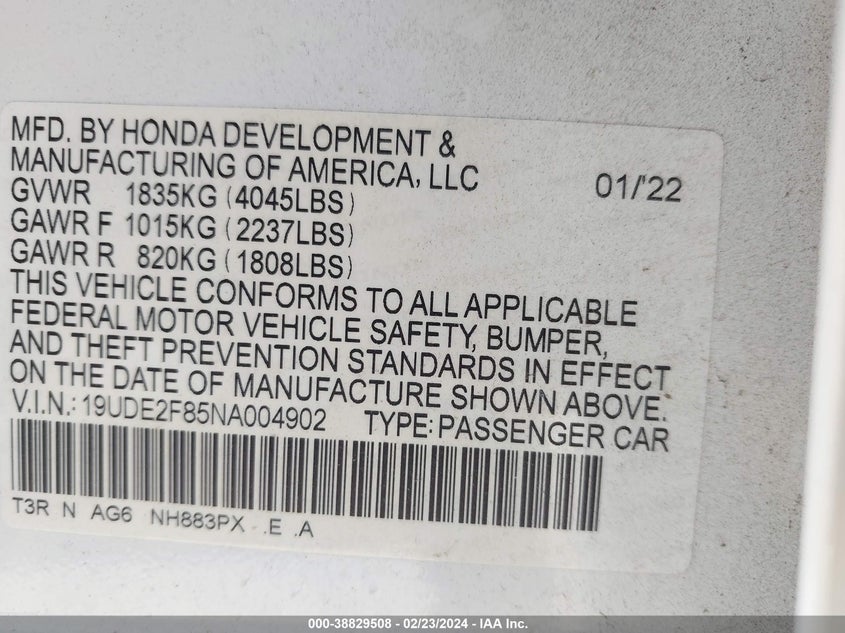 MFD. BY HONDA DEVELOPMENT &
MANUFACTURING OF AMERICA, LLC
01/'22
GVWR 1835KG (4045LBS)
GAWR F 1015KG (2237LBS)
GAWR R 820KG (1808LBS)
THIS VEHICLE CONFORMS TO ALL APPLICABLE
FEDERAL MOTOR VEHICLE SAFETY, BUMPER,
AND THEFT PREVENTION STANDARDS IN EFFECT
ON THE DATE OF MANUFACTURE SHOWN ABOVE.
V.I.N.: 19UDE2F85NA004902 TYPE: PASSENGER CAR
T3R N AG6 NH883PX .E .A
000-38829508 - 02/23/2024 - IAA Inc.